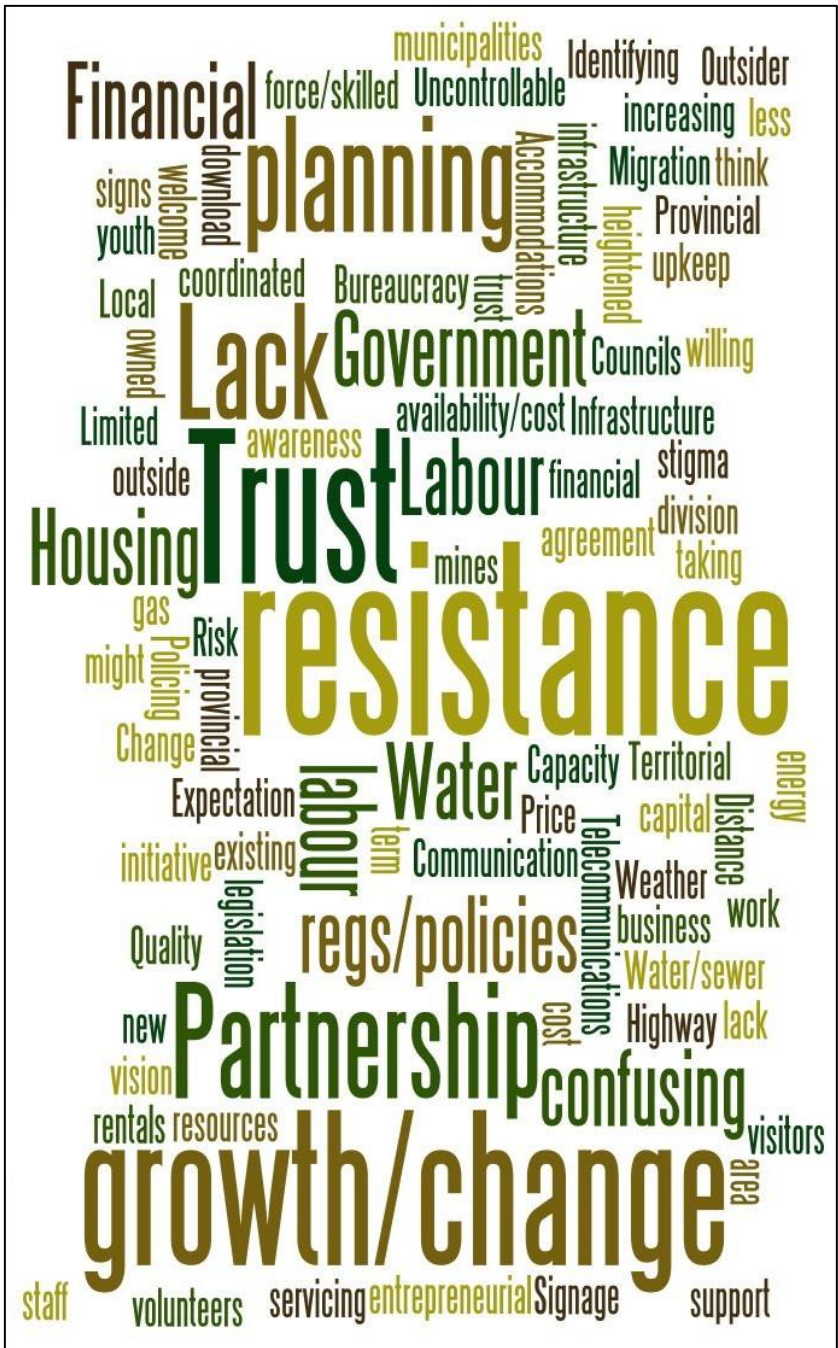 municipalities
Financial
force/skilled
Uncontrollable
Identifying
Outsider
increasing
less
planning
Accommodations
infrastructure
Migration
think
signs
welcome
download
youth
heightened
Provincial
upkeep
coordinated
Bureaucracy
trust
Local
owned
Lack
Government
Councils
willing
Limited
awareness
availability/cost
Infrastructure
outside
Trust
Labour
financial
stigma
division
Housing
mines
agreement
taking
gas
resistance
Risk
might
Policing
provincial
Change
labour
Water
Capacity
Territorial
energy
Expectation
Price
capital
Distance
term
Telecommunications
initiative
existing
Communication
Weather
legislation
work
regs/policies
business
Quality
Water/sewer
Partnership
cost
new
Highway
lack
vision
confusing
rentals
resources
visitors
growth/change
area
staff
volunteers
servicing
entrepreneurial
Signage
support